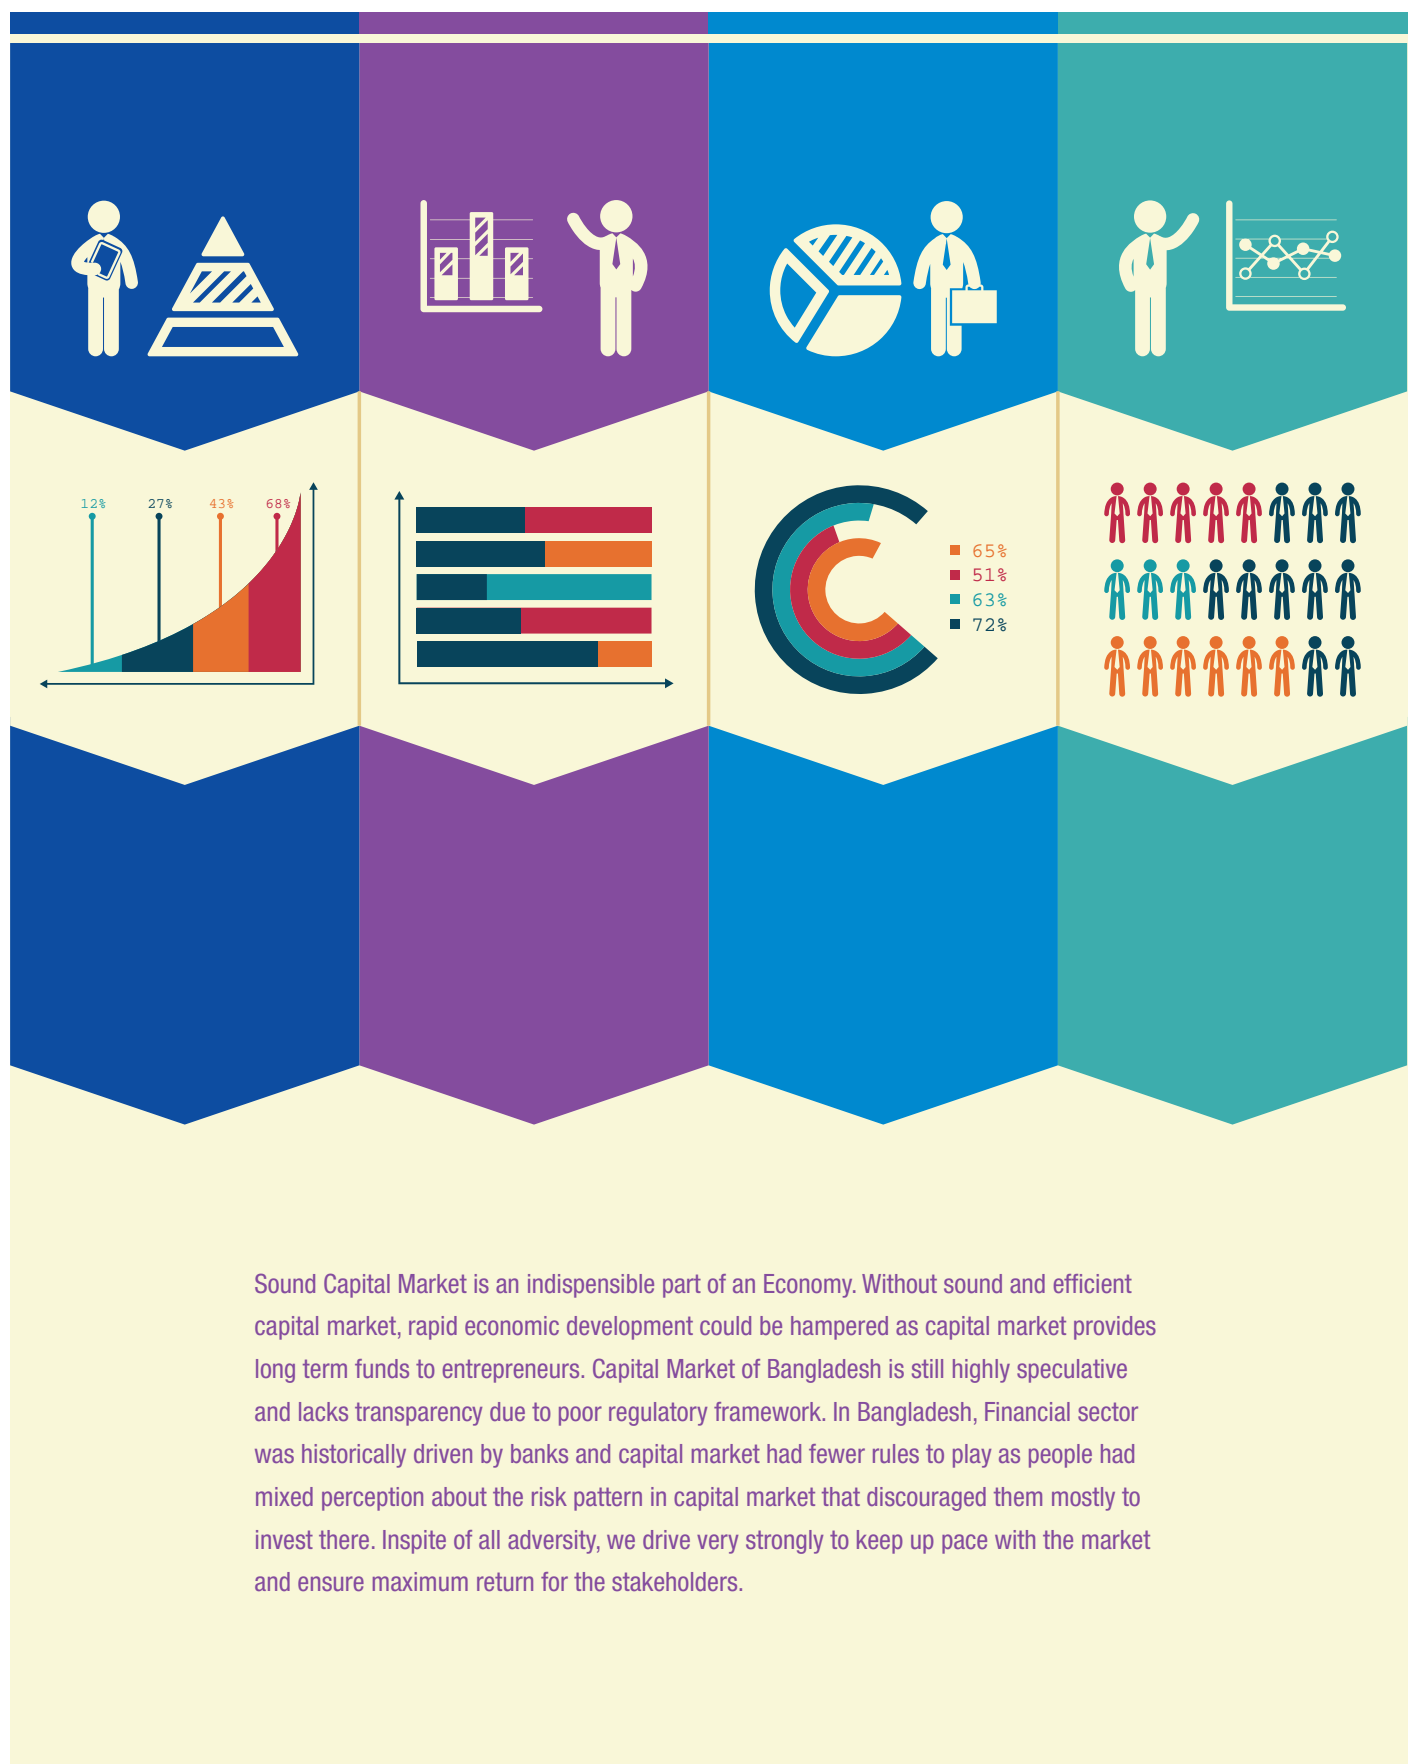 12% 27% 43% 68%
65%
51%
63%
72%
Sound Capital Market is an indispensible part of an Economy. Without sound and efficient
capital market, rapid economic development could be hampered as capital market provides
long term funds to entrepreneurs. Capital Market of Bangladesh is still highly speculative
and lacks transparency due to poor regulatory framework. In Bangladesh, Financial sector
was historically driven by banks and capital market had fewer rules to play as people had
mixed perception about the risk pattern in capital market that discouraged them mostly to
invest there. Inspite of all adversity, we drive very strongly to keep up pace with the market
and ensure maximum return for the stakeholders.